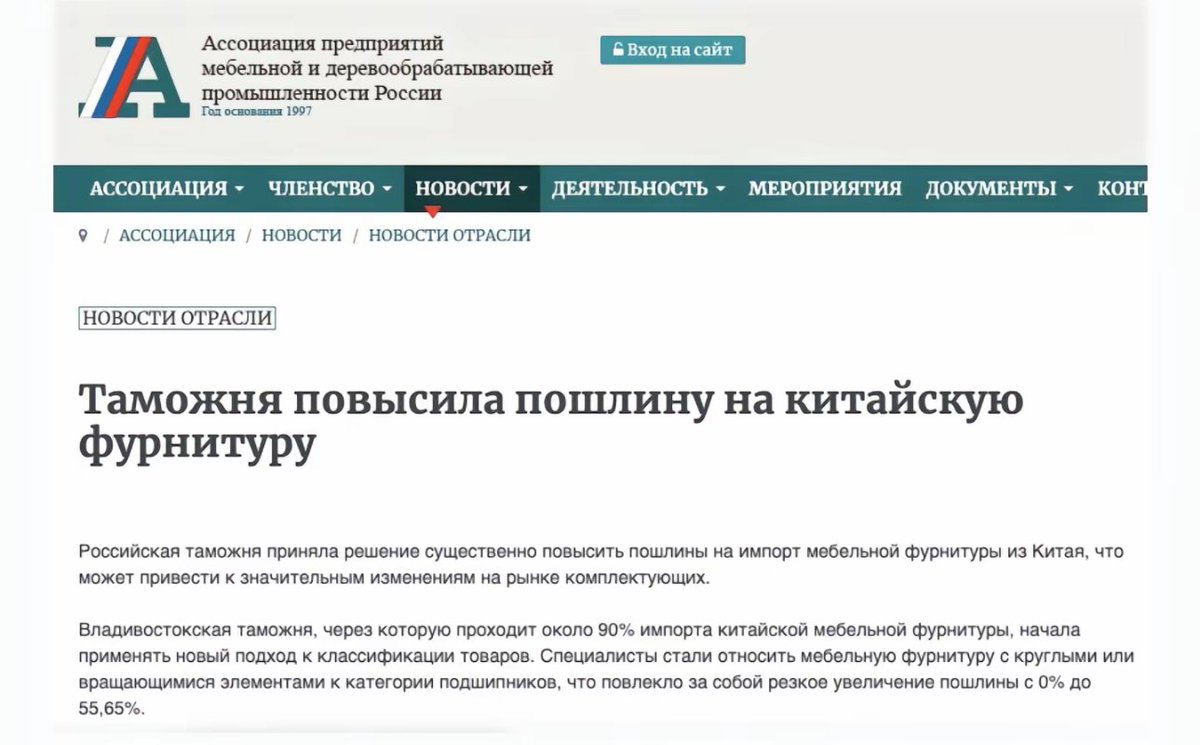 Ассоциация предприятий
мебельной и деревообрабатывающей
промышленности России
Год основания 1997
Вход на сайт
АССОЦИАЦИЯ ЧЛЕНСТВО НОВОСТИ ДЕЯТЕЛЬНОСТЬ МЕРОПРИЯТИЯ ДОКУМЕНТЫ КОНТ
/ АССОЦИАЦИЯ / НОВОСТИ / НОВОСТИ ОТРАСЛИ
НОВОСТИ ОТРАСЛИ
Таможня повысила пошлину на китайскую
фурнитуру
Российская таможня приняла решение существенно повысить пошлины на импорт мебельной фурнитуры из Китая, что
может привести к значительным изменениям на рынке комплектующих.
Владивостокская таможня, через которую проходит около 90% импорта китайской мебельной фурнитуры, начала
применять новый подход к классификации товаров. Специалисты стали относить мебельную фурнитуру с круглыми или
вращающимися элементами к категории подшипников, что повлекло за собой резкое увеличение пошлины с 0% до
55,65%.